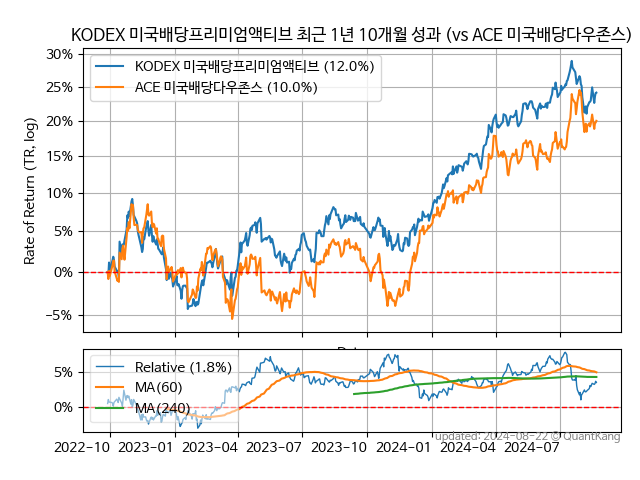 KODEX 미국배당프리미엄액티브 최근 1년 10개월 성과 (vs ACE 미국배당다우존스)
Rate of Return (TR, log)
30%
25%
20%
15%
10%
5%
0%
−5%
KODEX 미국배당프리미엄액티브 (12.0%)
ACE 미국배당다우존스 (10.0%)
5%
0%
Relative (1.8%)
MA(60)
MA(240)
2022−10
2023−01
2023−04
2023−07
2023−10
2024−01
2024−04
2024−07
updated: 2024-08-22 © QuantKang